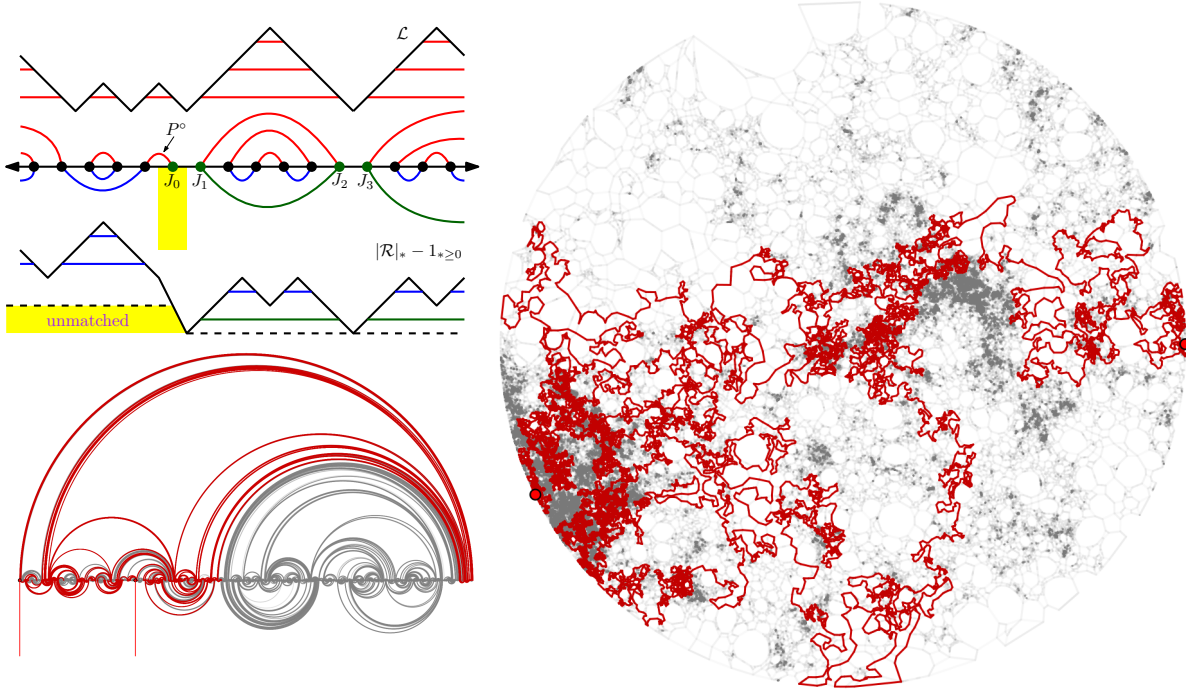 ℒ
P°
J₀ J₁ J₂ J₃
|ℛ|∗ − 1∗≥0
unmatched